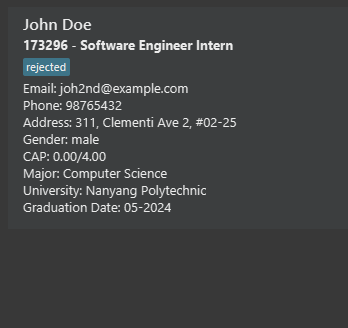 John Doe
173296 - Software Engineer Intern
rejected
Email: joh2nd@example.com
Phone: 98765432
Address: 311, Clementi Ave 2, #02-25
Gender: male
CAP: 0.00/4.00
Major: Computer Science
University: Nanyang Polytechnic
Graduation Date: 05-2024